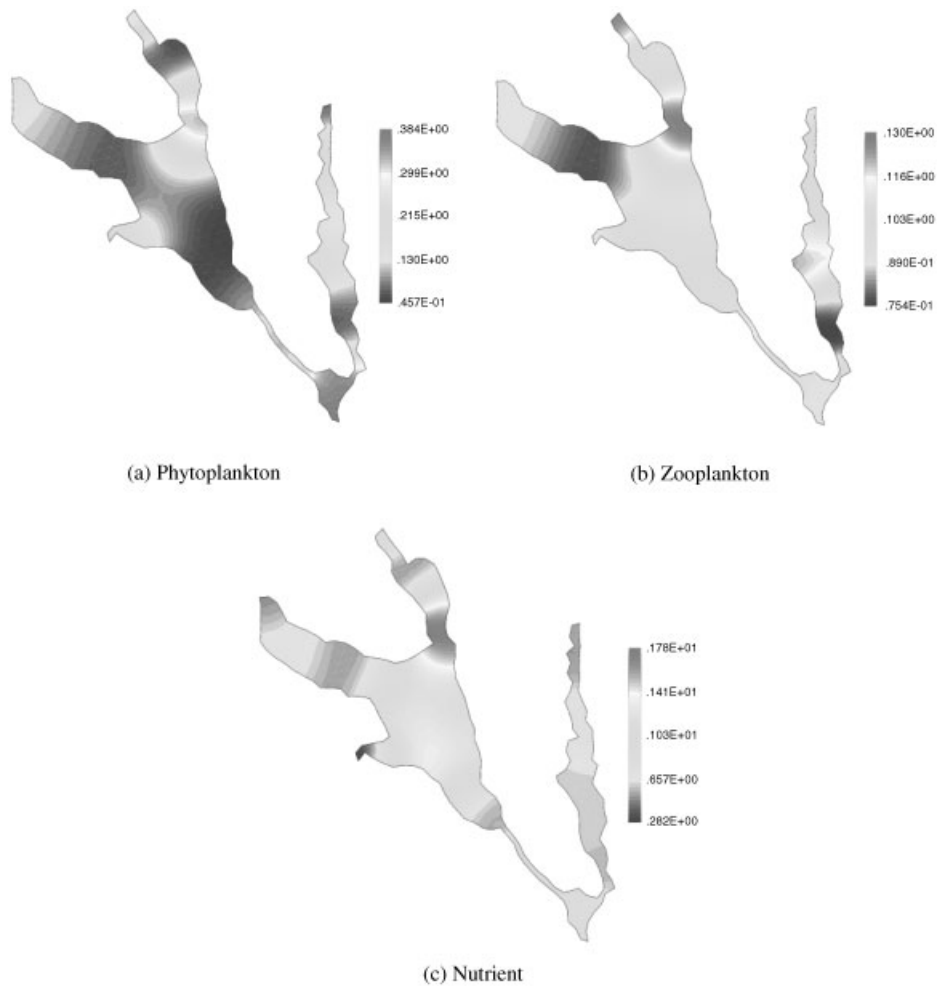 .384E+00
.299E+00
.215E+00
.130E+00
.457E-01
(a) Phytoplankton
.130E+00
.116E+00
.103E+00
.890E-01
.754E-01
(b) Zooplankton
.178E+01
.141E+01
.103E+01
.657E+00
.282E+00
(c) Nutrient